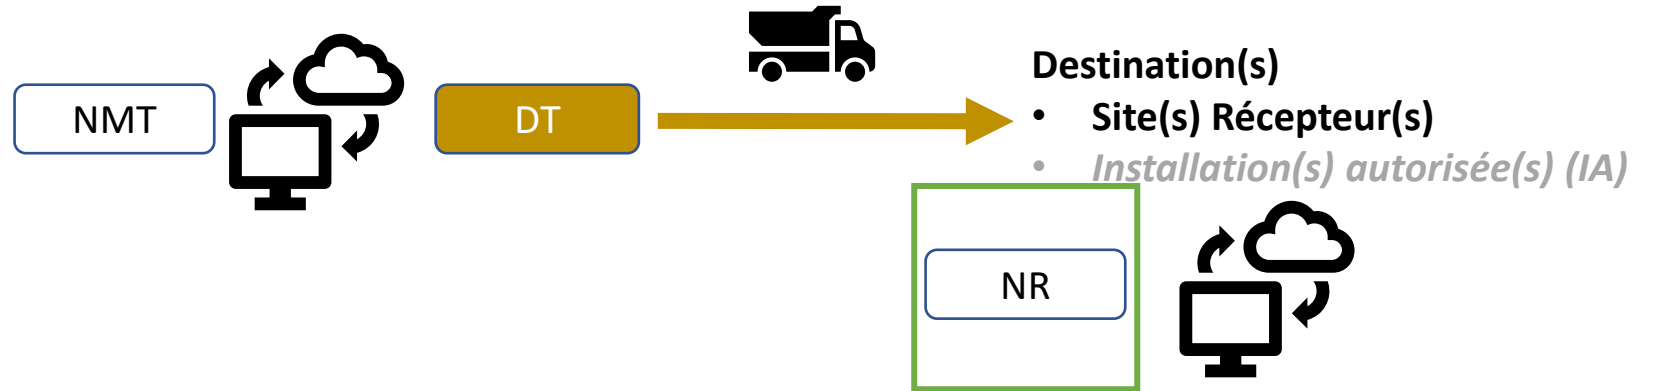 NMT
DT
Destination(s)
• Site(s) Récepteur(s)
• Installation(s) autorisée(s) (IA)
NR